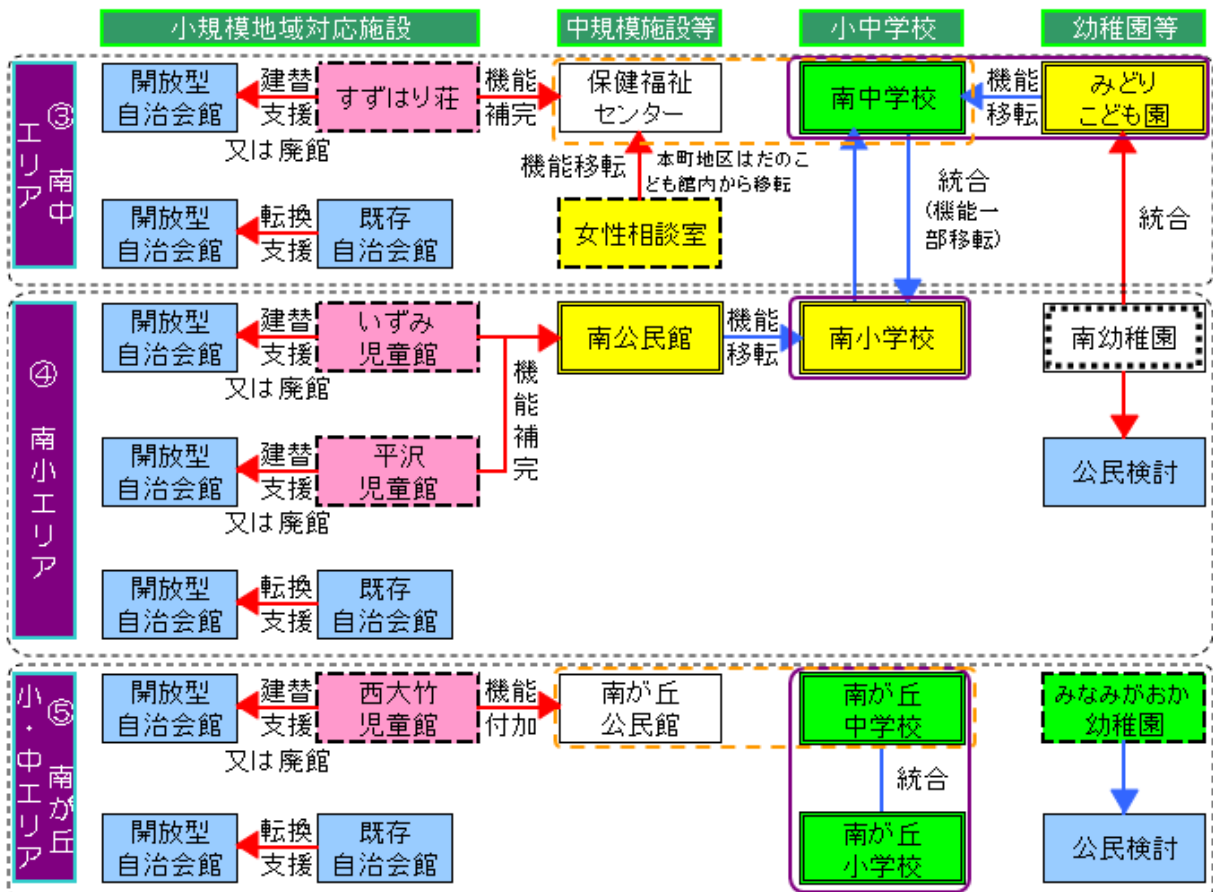 小規模地域対応施設
中規模施設等
小中学校
幼稚園等
③ 南中
エリア
開放型
自治会館
建替
支援
又は廃館
すずはり荘
機能
補完
保健福祉
センター
南中学校
機能
移転
みどり
こども園
機能移転
本町地区はだのこ
ども館内から移転
女性相談室
統合
(機能一
部移転)
統合
開放型
自治会館
転換
支援
既存
自治会館
④ 南小エリア
開放型
自治会館
建替
支援
又は廃館
いずみ
児童館
機能補完
南公民館
機能
移転
南小学校
南幼稚園
開放型
自治会館
建替
支援
又は廃館
平沢
児童館
公民検討
開放型
自治会館
転換
支援
既存
自治会館
⑤ 南が丘
小・中エリア
開放型
自治会館
建替
支援
又は廃館
西大竹
児童館
機能
付加
南が丘
公民館
南が丘
中学校
みなみがおか
幼稚園
統合
開放型
自治会館
転換
支援
既存
自治会館
南が丘
小学校
公民検討